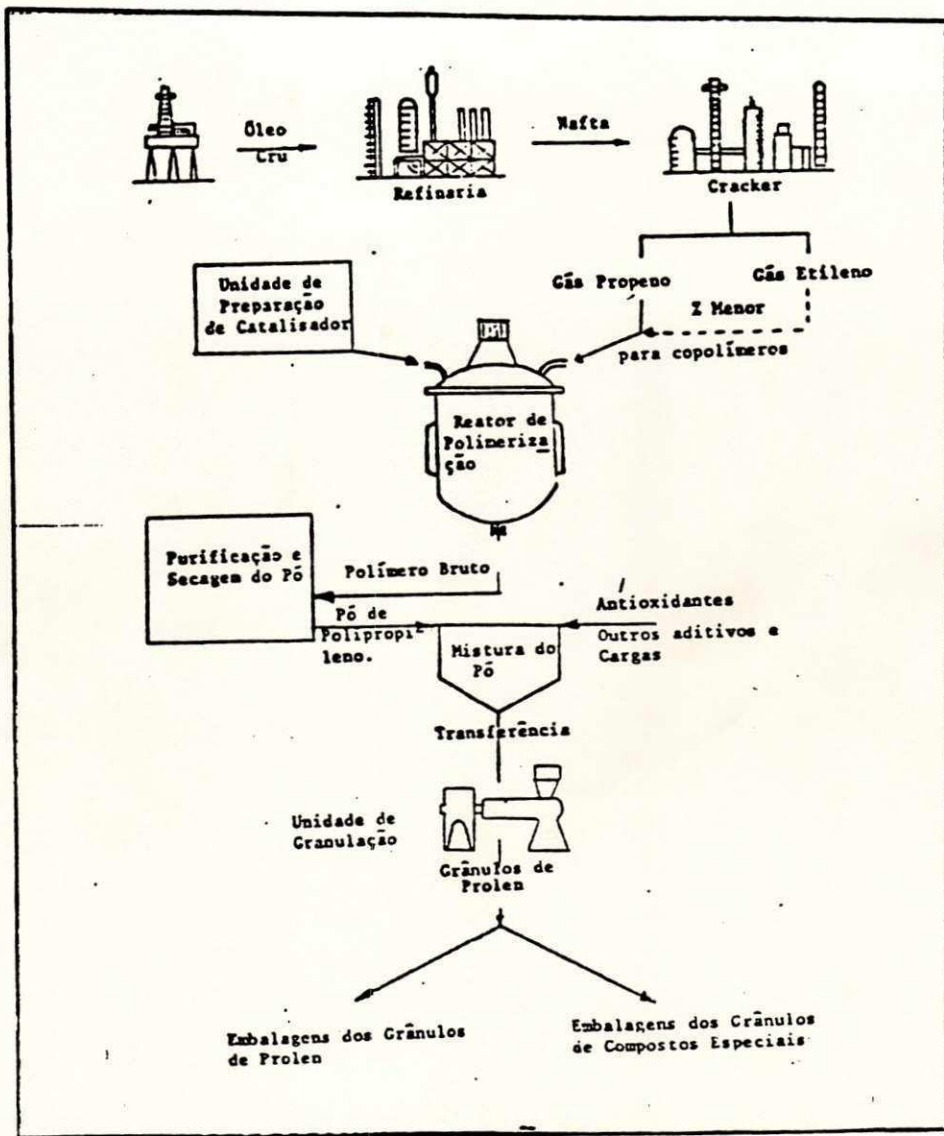 Óleo
Cru
Nafta
Refinaria
Cracker
Gás Propeno
Gás Etileno
% Menor
para copolímeros
Unidade de
Preparação
de Catalisador
Reator de
Polimeriza
ção
Purificação e
Secagem do Pó
Polímero Bruto
Pó de
Polipropi
leno.
Antioxidantes
Outros aditivos e
Cargas
Mistura do
Pó
Transferência
Unidade de
Granulação
Grânulos de
Prolen
Embalagens dos Grânulos
de Prolen
Embalagens dos Grânulos
de Compostos Especiais